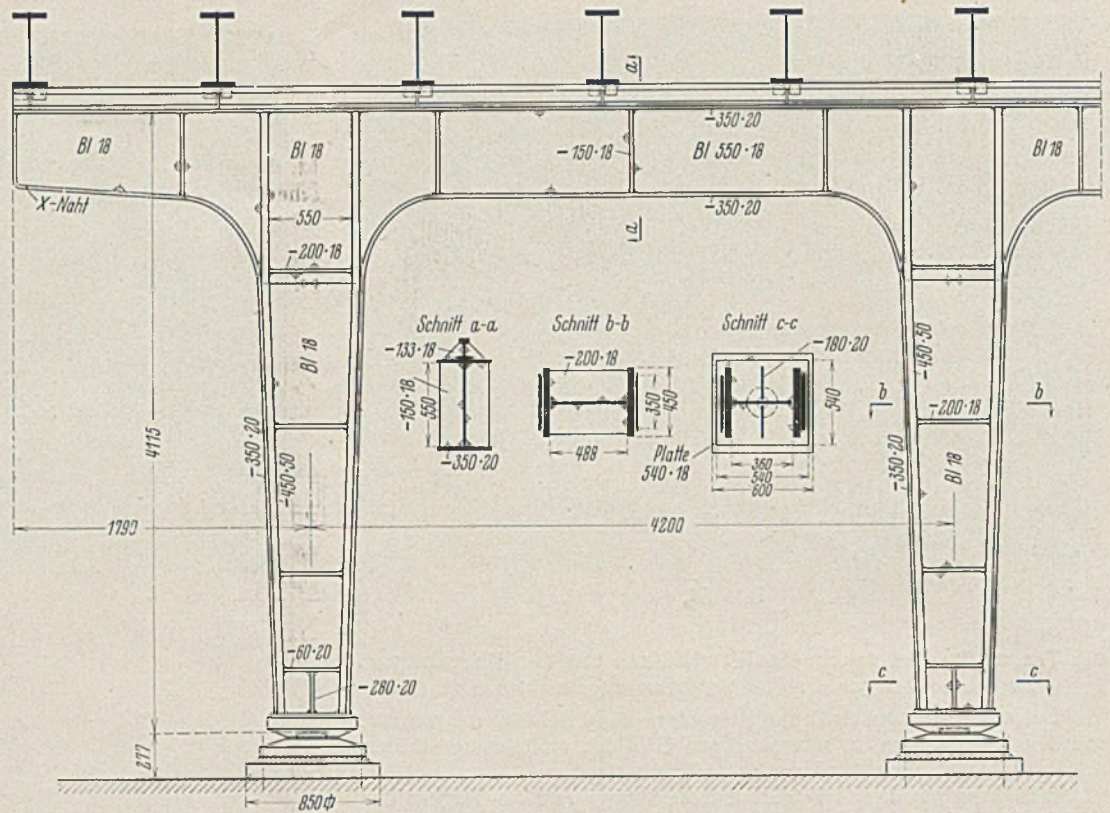 a
Bl 18
Bl 18
-350·20
-150·18
Bl 550·18
Bl 18
X-Naht
550
-350·20
a
-200·18
Schnitt a-a
Schnitt b-b
Schnitt c-c
-133·18
-200·18
-180·20
Bl 18
-150·18
550
350
450
540
-450·50
b
b
-200·18
4115
-350·20
-450·50
488
-350·20
Platte
540·18
360
540
600
-350·20
Bl 18
1790
4200
-60·20
-280·20
c
c
277
850ф